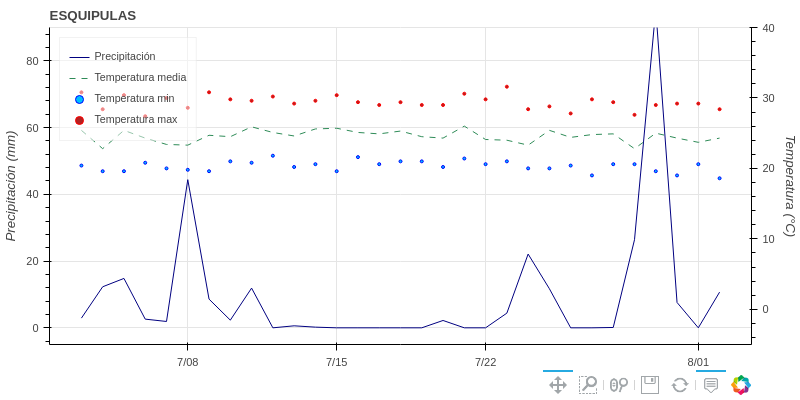 ESQUIPULAS
Precipitación
Temperatura media
Temperatura min
Temperatura max
Precipitación (mm)
80
60
40
20
0
Temperatura (°C)
40
30
20
10
0
7/08
7/15
7/22
8/01